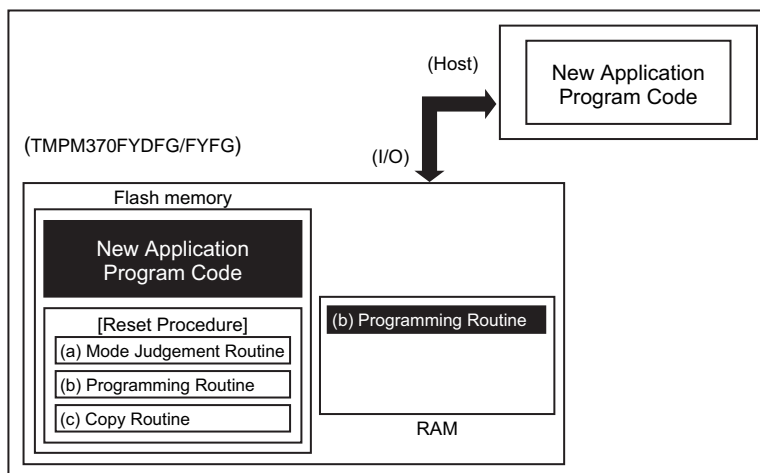 (Host)
New Application
Program Code
(TMPM370FYDFG/FYFG)
(I/O)
Flash memory
New Application
Program Code
[Reset Procedure]
(a) Mode Judgement Routine
(b) Programming Routine
(c) Copy Routine
(b) Programming Routine
RAM